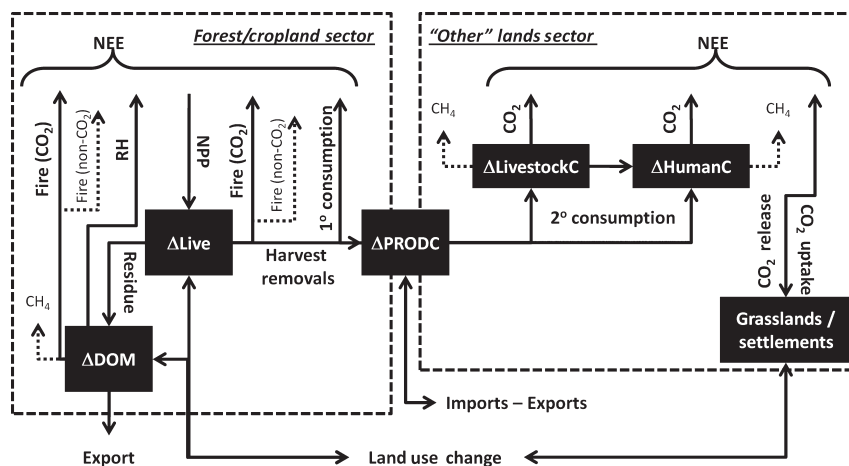 NEE
Forest/cropland sector
"Other" lands sector
NEE
Fire (CO₂)
Fire (non-CO₂)
RH
NPP
Fire (CO₂)
Fire (non-CO₂)
1º consumption
CH₄
CO₂
CO₂
CH₄
ΔLivestockC
ΔHumanC
2º consumption
CO₂ release
CO₂ uptake
ΔLive
Harvest
removals
ΔPRODC
Residue
CH₄
ΔDOM
Grasslands /
settlements
Imports – Exports
Export
Land use change